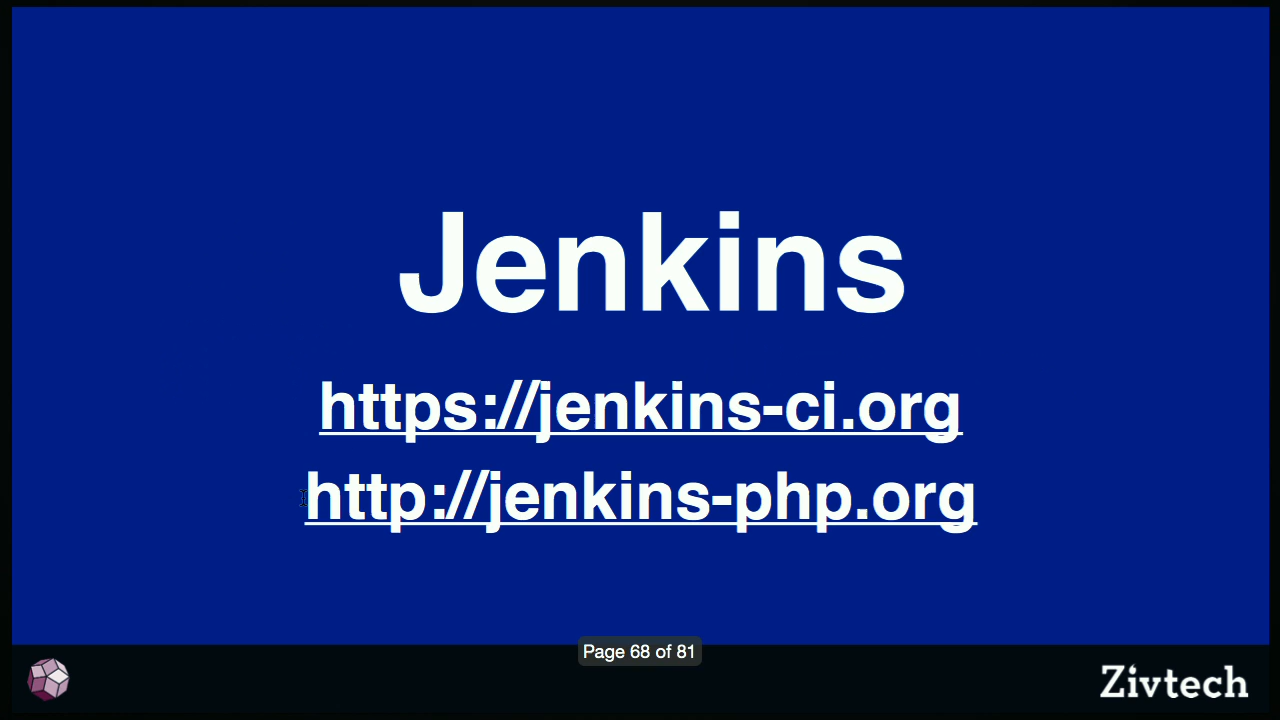 Jenkins
https://jenkins-ci.org
http://jenkins-php.org
Page 68 of 81
Zivtech